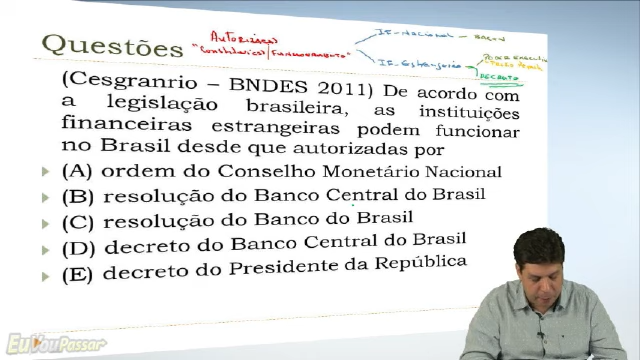 Questões
Autorização
"Constituição / Funcionamento"
IF Nacional - BACEN
IF Estrangeira
Poder Executivo
DECRETO
(Cesgranrio – BNDES 2011) De acordo com
a legislação brasileira, as instituições
financeiras estrangeiras podem funcionar
no Brasil desde que autorizadas por
(A) ordem do Conselho Monetário Nacional
(B) resolução do Banco Central do Brasil
(C) resolução do Banco do Brasil
(D) decreto do Banco Central do Brasil
(E) decreto do Presidente da República
EuVouPassar